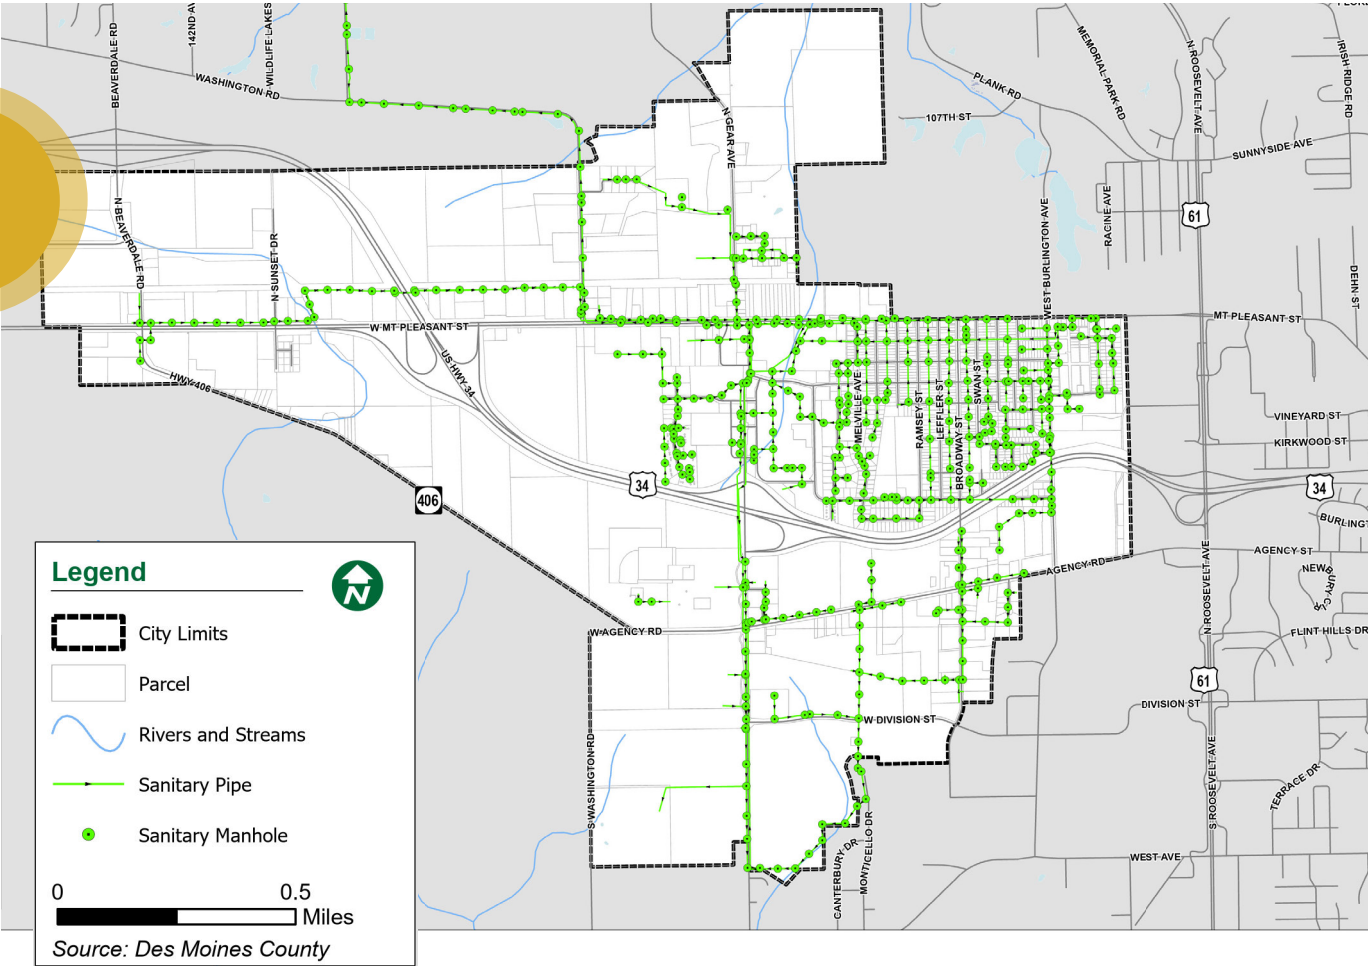 BEAVERDALE RD
142ND AV
WILDLIFE LAKES
WASHINGTON RD
N GEAR AVE
PLANK RD
MEMORIAL PARK RD
N ROOSEVELT AVE
IRISH RIDGE RD
107TH ST
SUNNYSIDE AVE
RACINE AVE
61
WEST BURLINGTON AVE
DEHN ST
N BEAVERDALE RD
N SUNSET DR
W MT PLEASANT ST
MT PLEASANT ST
US HWY 34
HWY 406
MELVILLE AVE
RAMSEY ST
LEFFLER ST
BROADWAY ST
SWAN ST
VINEYARD ST
KIRKWOOD ST
34
34
406
BURLINGT
AGENCY ST
AGENCY RD
NEWBURY CIR
N ROOSEVELT AVE
FLINT HILLS DR
W AGENCY RD
61
DIVISION ST
W DIVISION ST
S WASHINGTON RD
S ROOSEVELT AVE
TERRACE DR
CANTERBURY DR
MONTICELLO DR
WEST AVE
Legend
N
City Limits
Parcel
Rivers and Streams
Sanitary Pipe
Sanitary Manhole
0 0.5
Miles
Source: Des Moines County